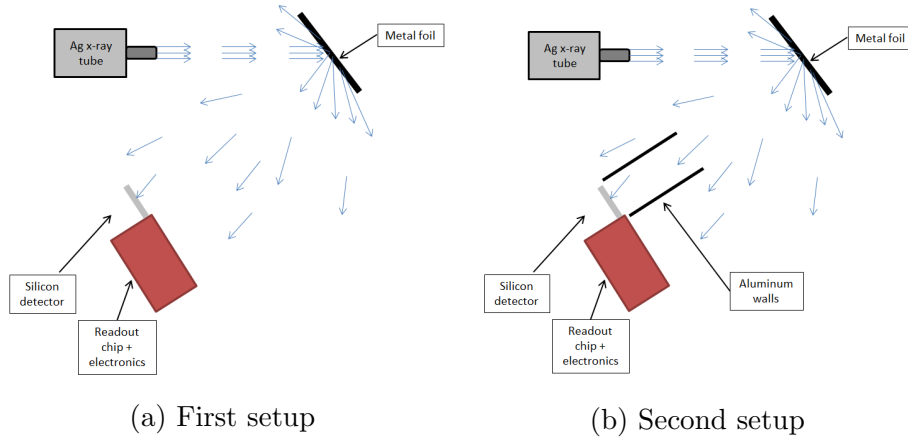 Ag x-ray
tube
Metal foil
Silicon
detector
Readout
chip +
electronics
(a) First setup
Ag x-ray
tube
Metal foil
Silicon
detector
Readout
chip +
electronics
Aluminum
walls
(b) Second setup